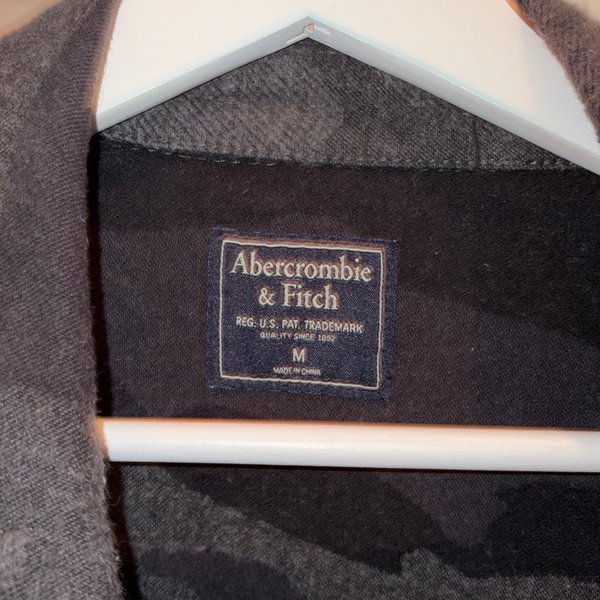 Abercrombie
& Fitch
REG. U.S. PAT. TRADEMARK
QUALITY SINCE 1892
M
MADE IN CHINA